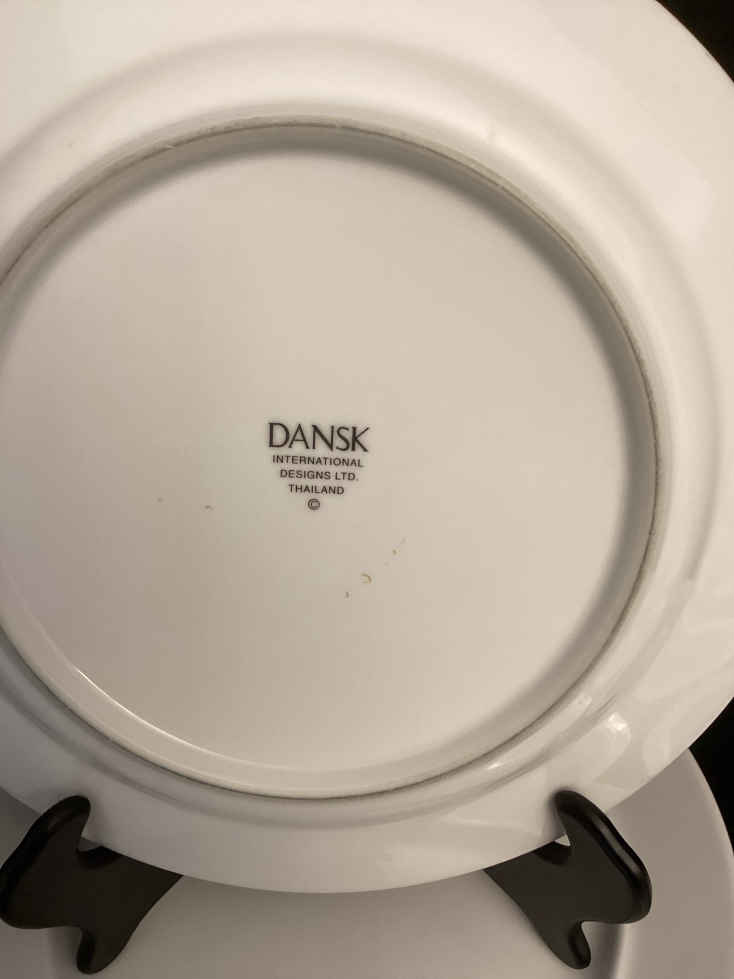 DANSK
INTERNATIONAL
DESIGNS LTD.
THAILAND
©